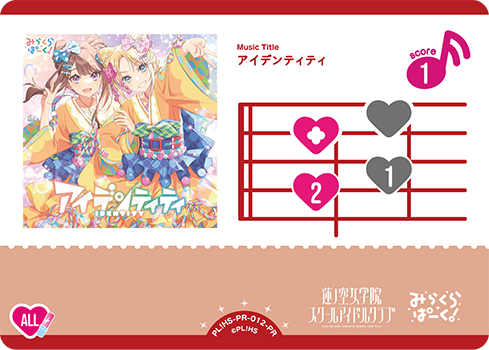 みらくらぱーく!
アイデンティティ
Music Title
アイデンティティ
score
1
2
1
ALL
PL!HS-PR-012-PR
©PL!HS
蓮ノ空女学院
スクールアイドルクラブ
みらくらぱーく!